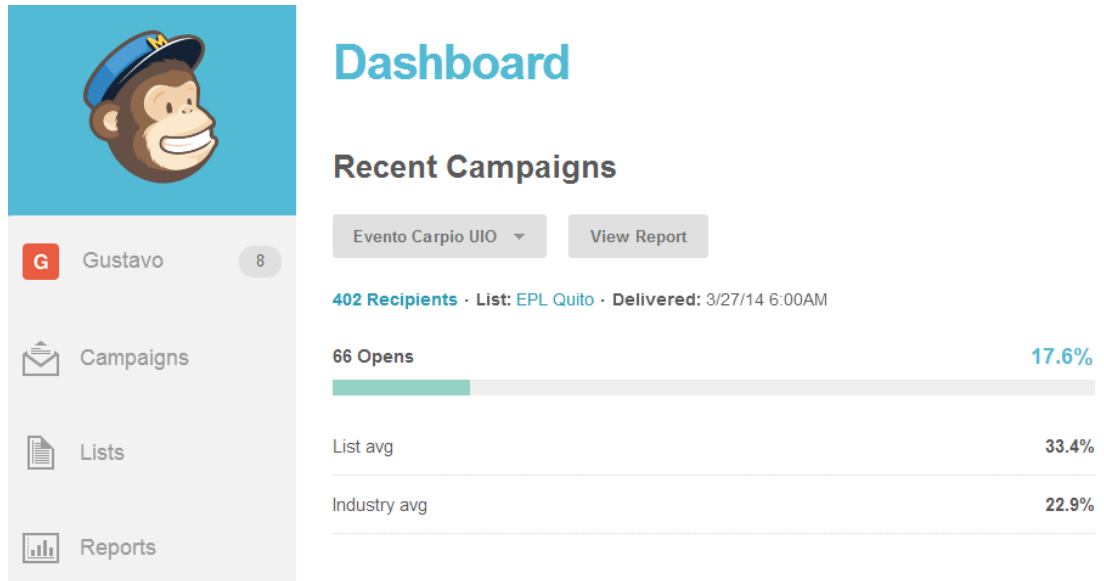 M
Dashboard
Recent Campaigns
Evento Carpio UIO View Report
G Gustavo 8
402 Recipients · List: EPL Quito · Delivered: 3/27/14 6:00AM
Campaigns
66 Opens 17.6%
Lists
List avg 33.4%
Industry avg 22.9%
Reports